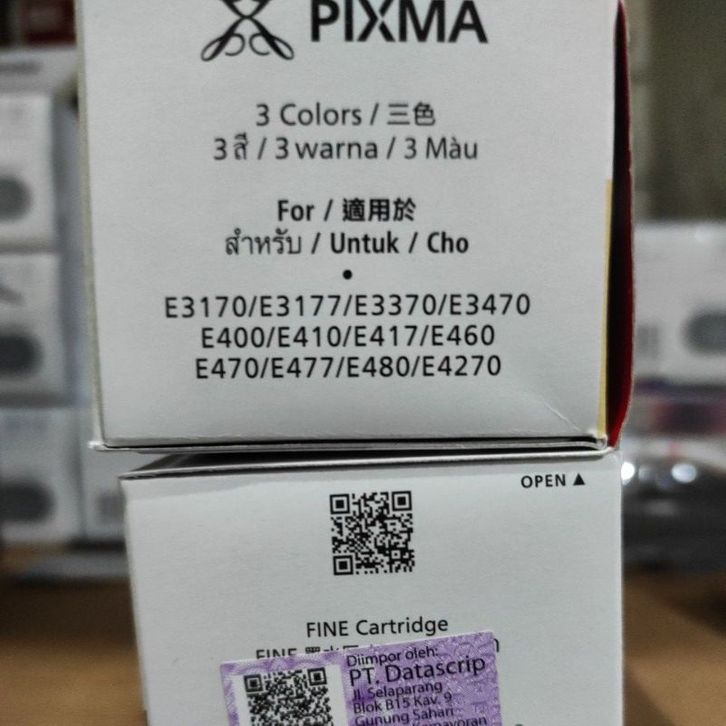 PIXMA
3 Colors / 三色
3 สี / 3 warna / 3 Màu
For / 適用於
สำหรับ / Untuk / Cho
•
E3170/E3177/E3370/E3470
E400/E410/E417/E460
E470/E477/E480/E4270
OPEN ▲
FINE Cartridge
FINE
Diimpor oleh:
PT. Datascrip
Jl. Selaparang
Blok B15 Kav. 9
Gunung Sahari
Kemayoran